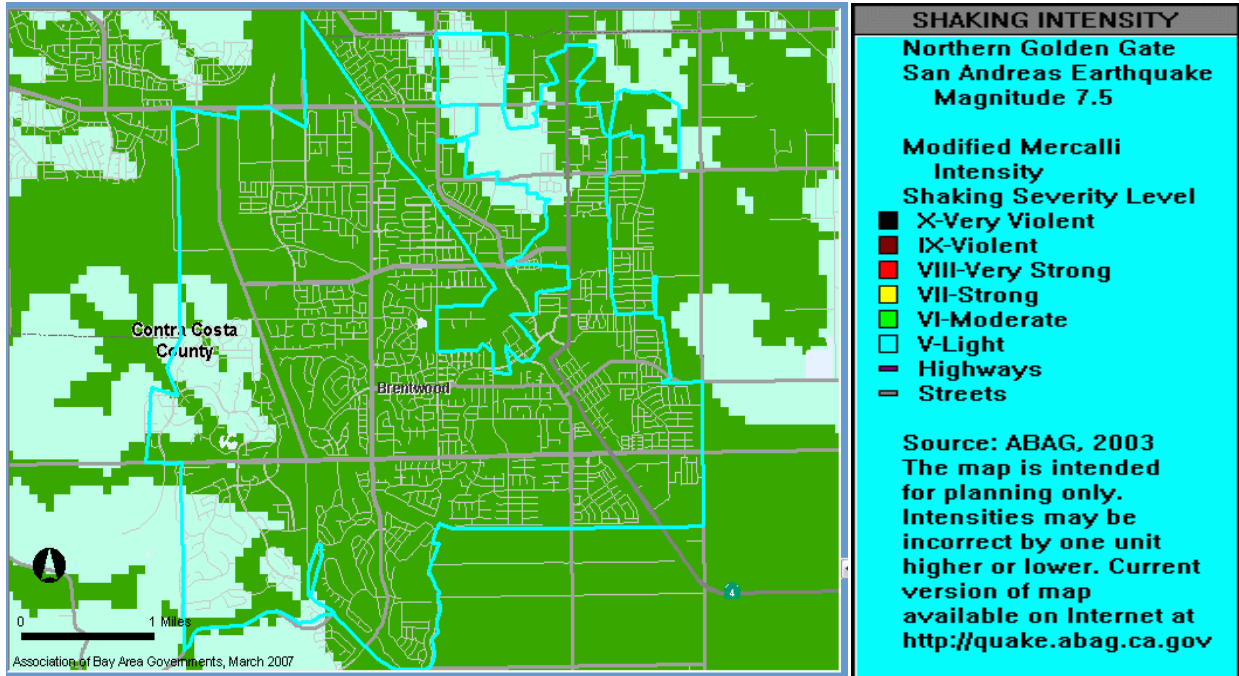 Contra Costa
County
Brentwood
4
0 1 Miles
Association of Bay Area Governments, March 2007
SHAKING INTENSITY
Northern Golden Gate
San Andreas Earthquake
Magnitude 7.5
Modified Mercalli
Intensity
Shaking Severity Level
X-Very Violent
IX-Violent
VIII-Very Strong
VII-Strong
VI-Moderate
V-Light
Highways
Streets
Source: ABAG, 2003
The map is intended
for planning only.
Intensities may be
incorrect by one unit
higher or lower. Current
version of map
available on Internet at
http://quake.abag.ca.gov